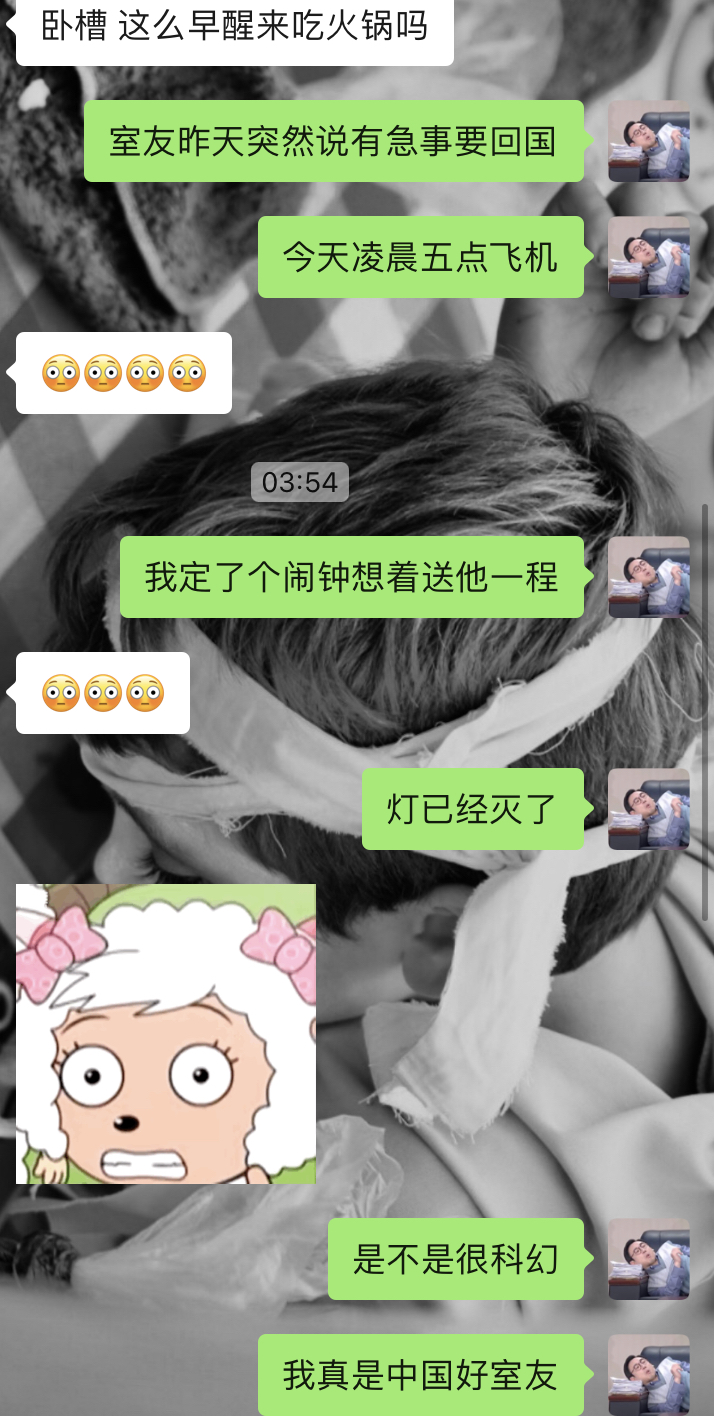 卧槽 这么早醒来吃火锅吗
室友昨天突然说有急事要回国
今天凌晨五点飞机
😳😳😳😳
03:54
我定了个闹钟想着送他一程
😳😳😳
灯已经灭了
是不是很科幻
我真是中国好室友